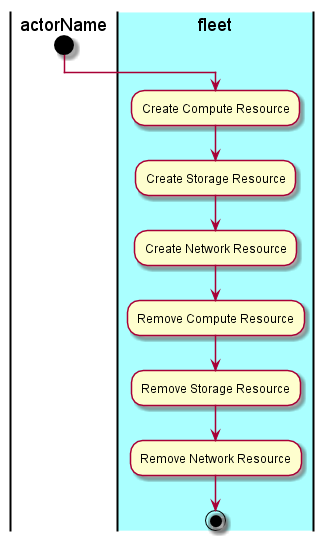 actorName
fleet
Create Compute Resource
Create Storage Resource
Create Network Resource
Remove Compute Resource
Remove Storage Resource
Remove Network Resource